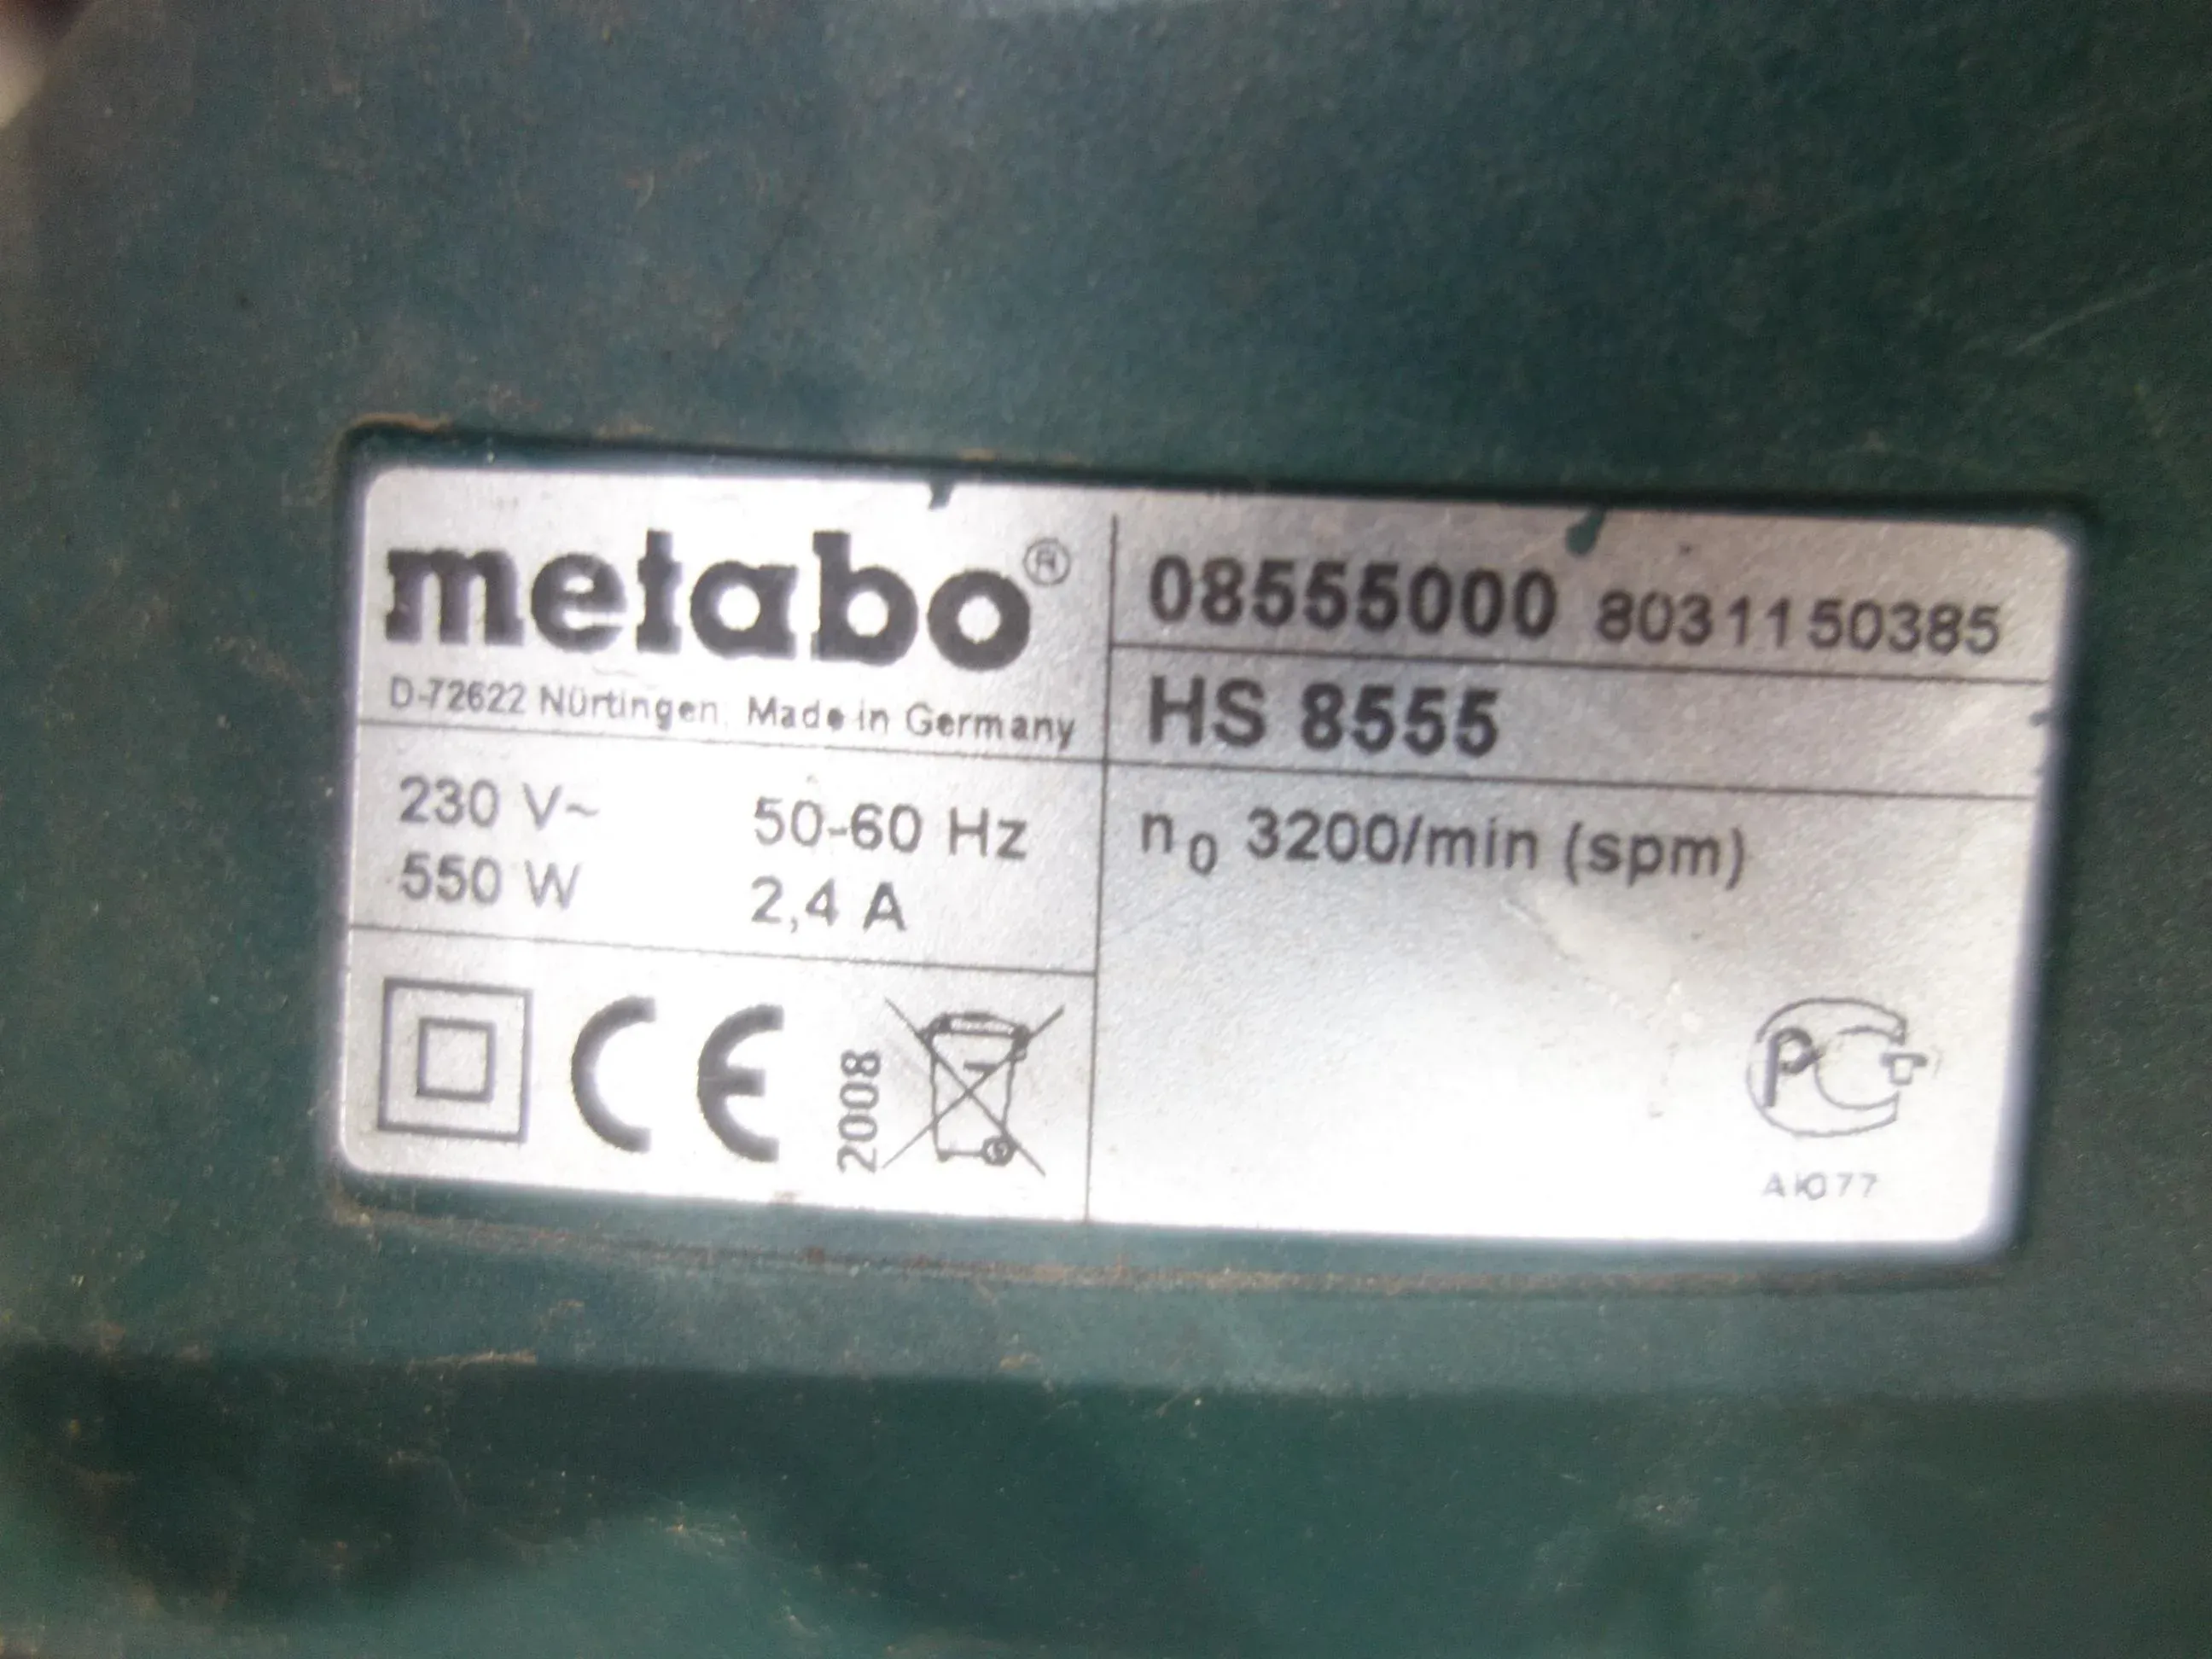 metabo®
D-72622 Nürtingen. Made in Germany
230 V~ 50-60 Hz
550 W 2,4 A
CE
2008
08555000 8031150385
HS 8555
n0 3200/min (spm)
PC